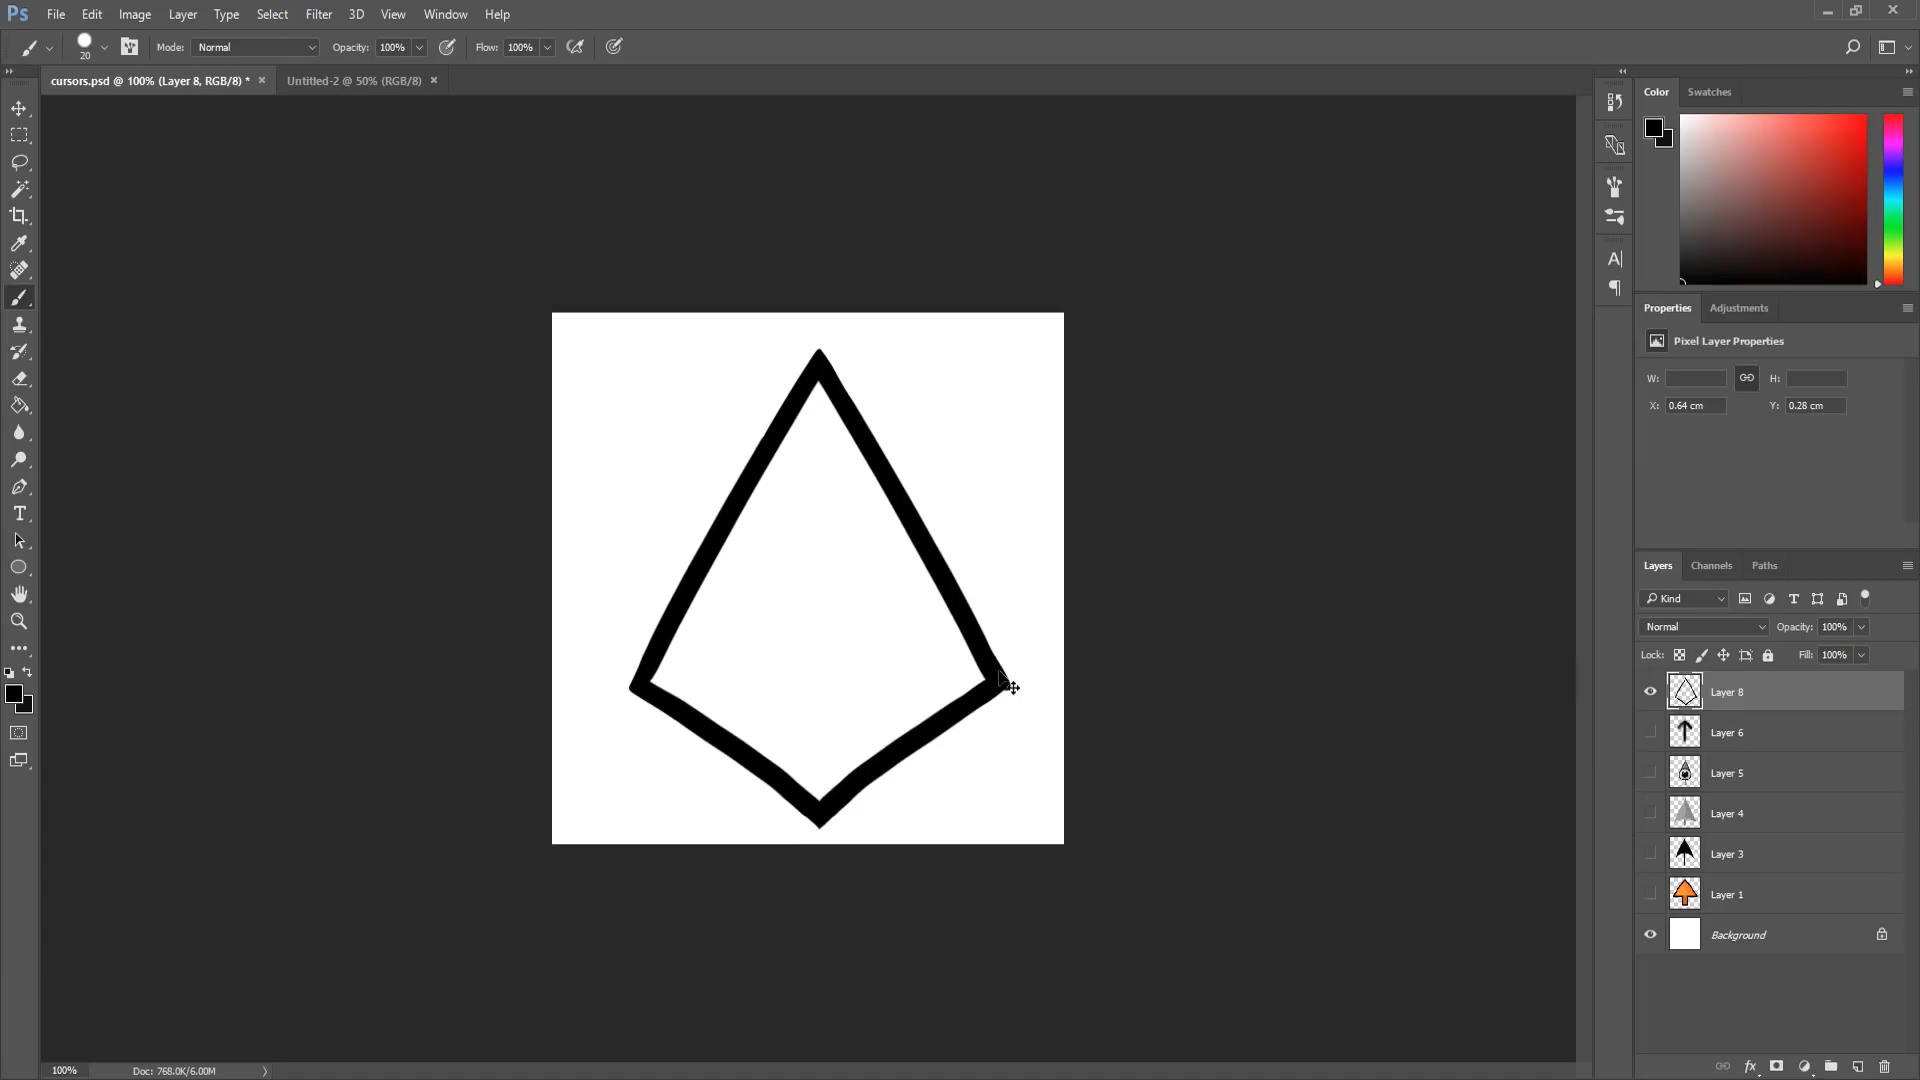 Ps File Edit Image Layer Type Select Filter 3D View Window Help
20 Mode: Normal Opacity: 100% Flow: 100%
cursors.psd @ 100% (Layer 8, RGB/8) * Untitled-2 @ 50% (RGB/8)
Color Swatches
Properties Adjustments
Pixel Layer Properties
W: H:
X: 0.64 cm Y: 0.28 cm
Layers Channels Paths
Kind
Normal Opacity: 100%
Lock: Fill: 100%
Layer 8
Layer 6
Layer 5
Layer 4
Layer 3
Layer 1
Background
100% Doc: 768.0K/6.00M